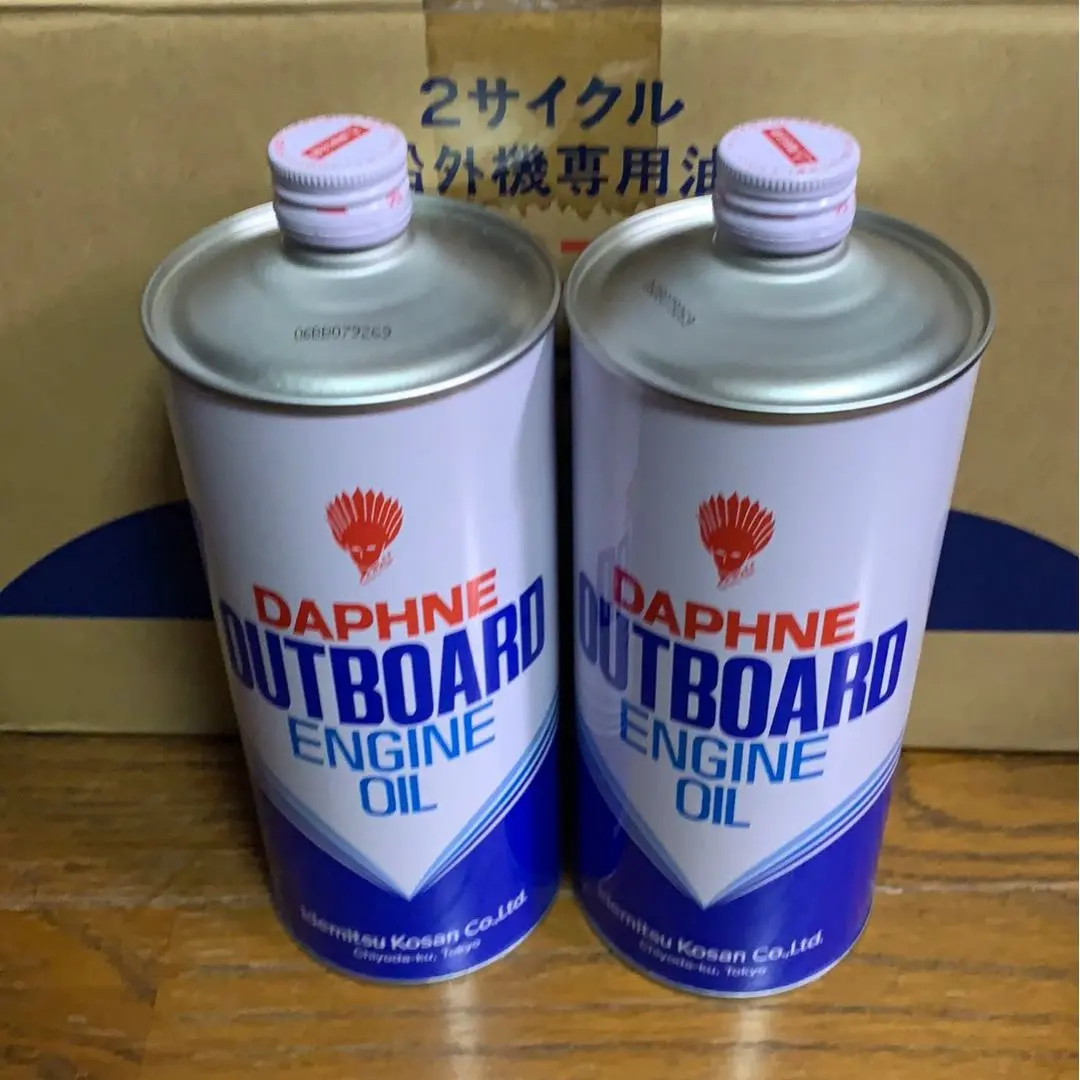 2サイクル
船外機専用油
06BB079269
DAPHNE
OUTBOARD
ENGINE
OIL
Idemitsu Kosan Co.,Ltd.
Chiyoda-ku, Tokyo
DAPHNE
OUTBOARD
ENGINE
OIL
Idemitsu Kosan Co.,Ltd.
Chiyoda-ku, Tokyo